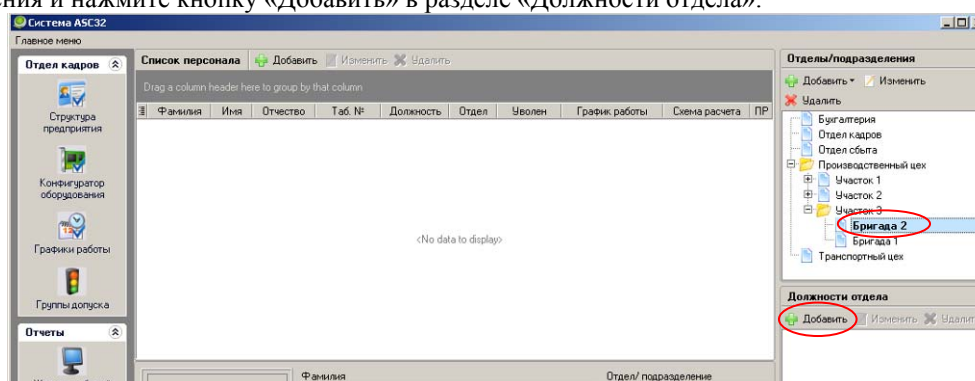 ения и нажмите кнопку «Добавить» в разделе «Должности отдела».
Система ASC32
Главное меню
Отдел кадров
Структура
предприятия
Конфигуратор
оборудования
Графики работы
Группы допуска
Отчеты
Список персонала Добавить Изменить Удалить
Drag a column header here to group by that column
Фамилия Имя Отчество Таб. № Должность Отдел Уволен График работы Схема расчета ПР
<No data to display>
Фамилия Отдел/ подразделение
Отделы/подразделения
Добавить Изменить
Удалить
Бухгалтерия
Отдел кадров
Отдел сбыта
Производственный цех
Участок 1
Участок 2
Участок 3
Бригада 2
Бригада 1
Транспортный цех
Должности отдела
Добавить Изменить Удалит